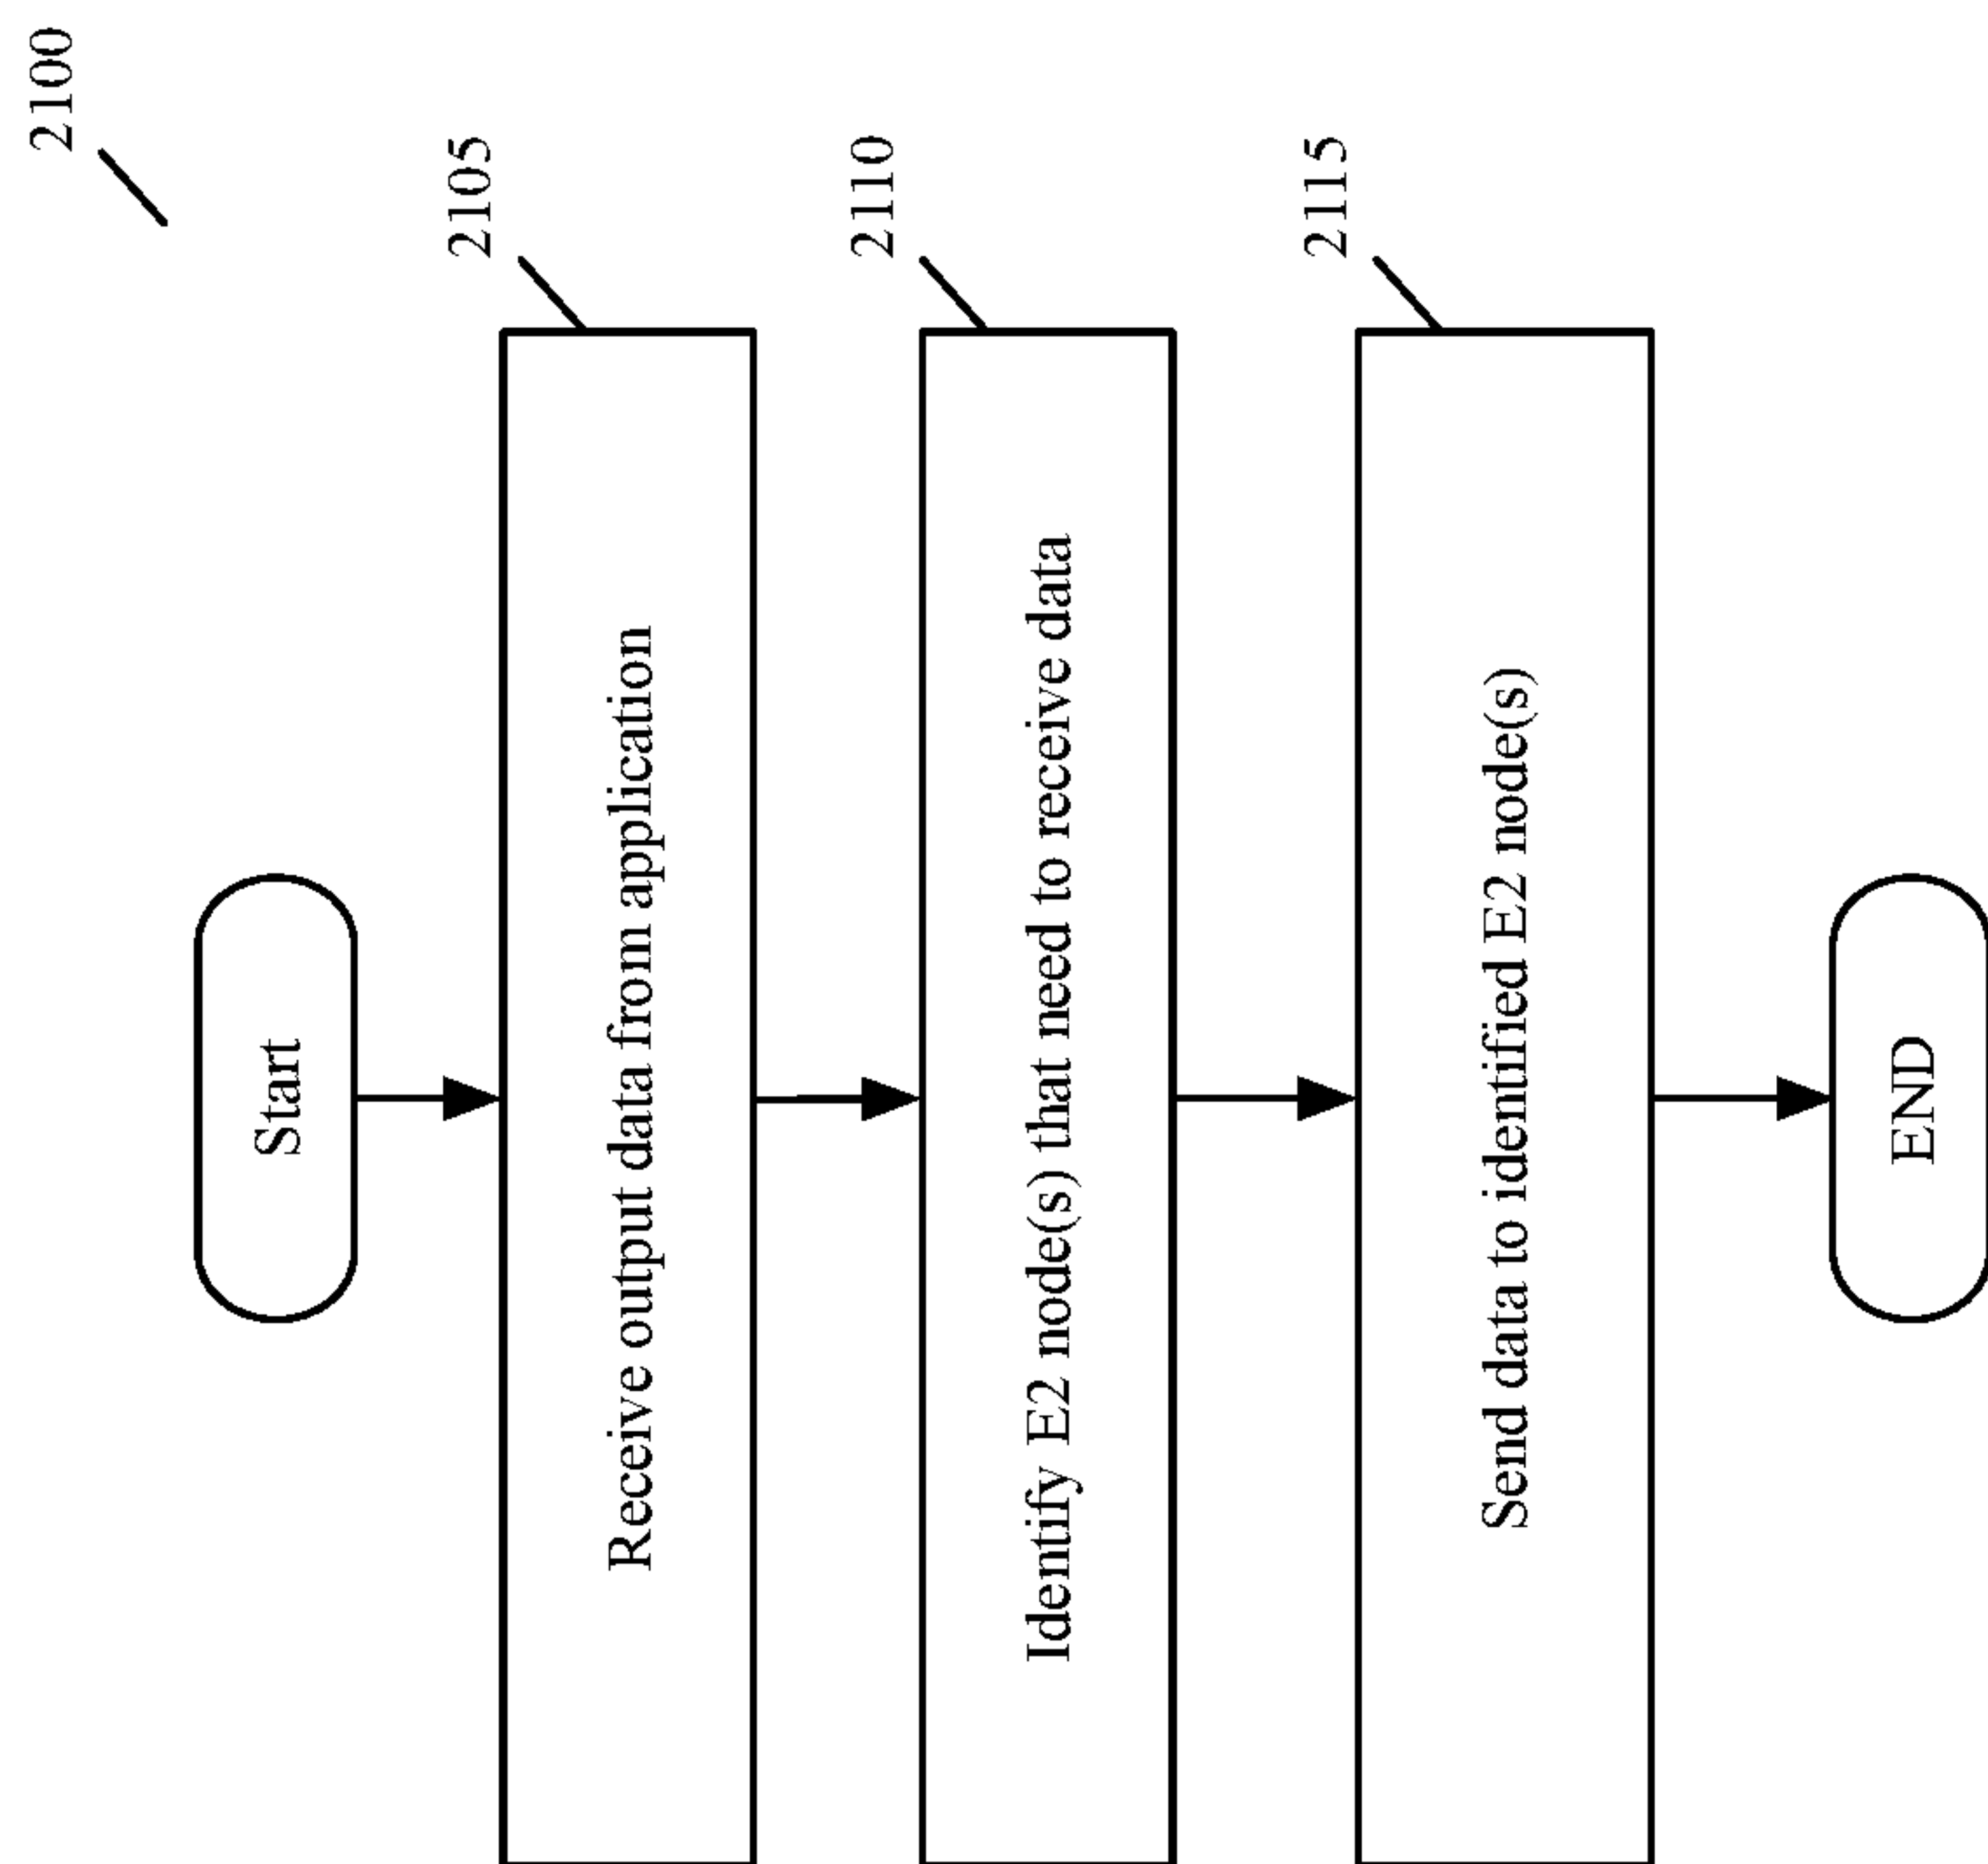 2100
Start
2105
Receive output data from application
2110
Identify E2 node(s) that need to receive data
2115
Send data to identified E2 node(s)
END